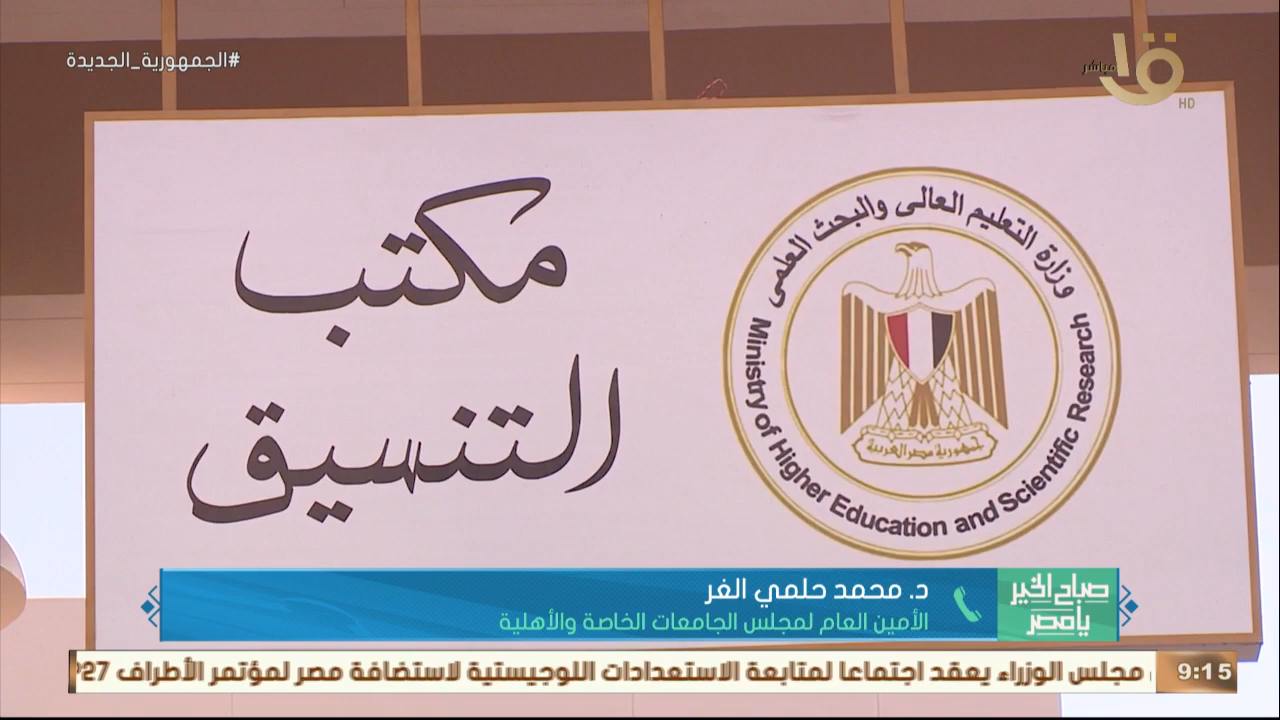 #الجمهورية_الجديدة
مباشر
HD
وزارة التعليم العالى والبحث العلمى
Ministry of Higher Education and Scientific Research
جمهورية مصر العربية
مكتب
التنسيق
صباح الخير
يا مصر
د. محمد حلمي الغر
الأمين العام لمجلس الجامعات الخاصة والأهلية
9:15
مجلس الوزراء يعقد اجتماعا لمتابعة الاستعدادات اللوجيستية لاستضافة مصر لمؤتمر الأطراف